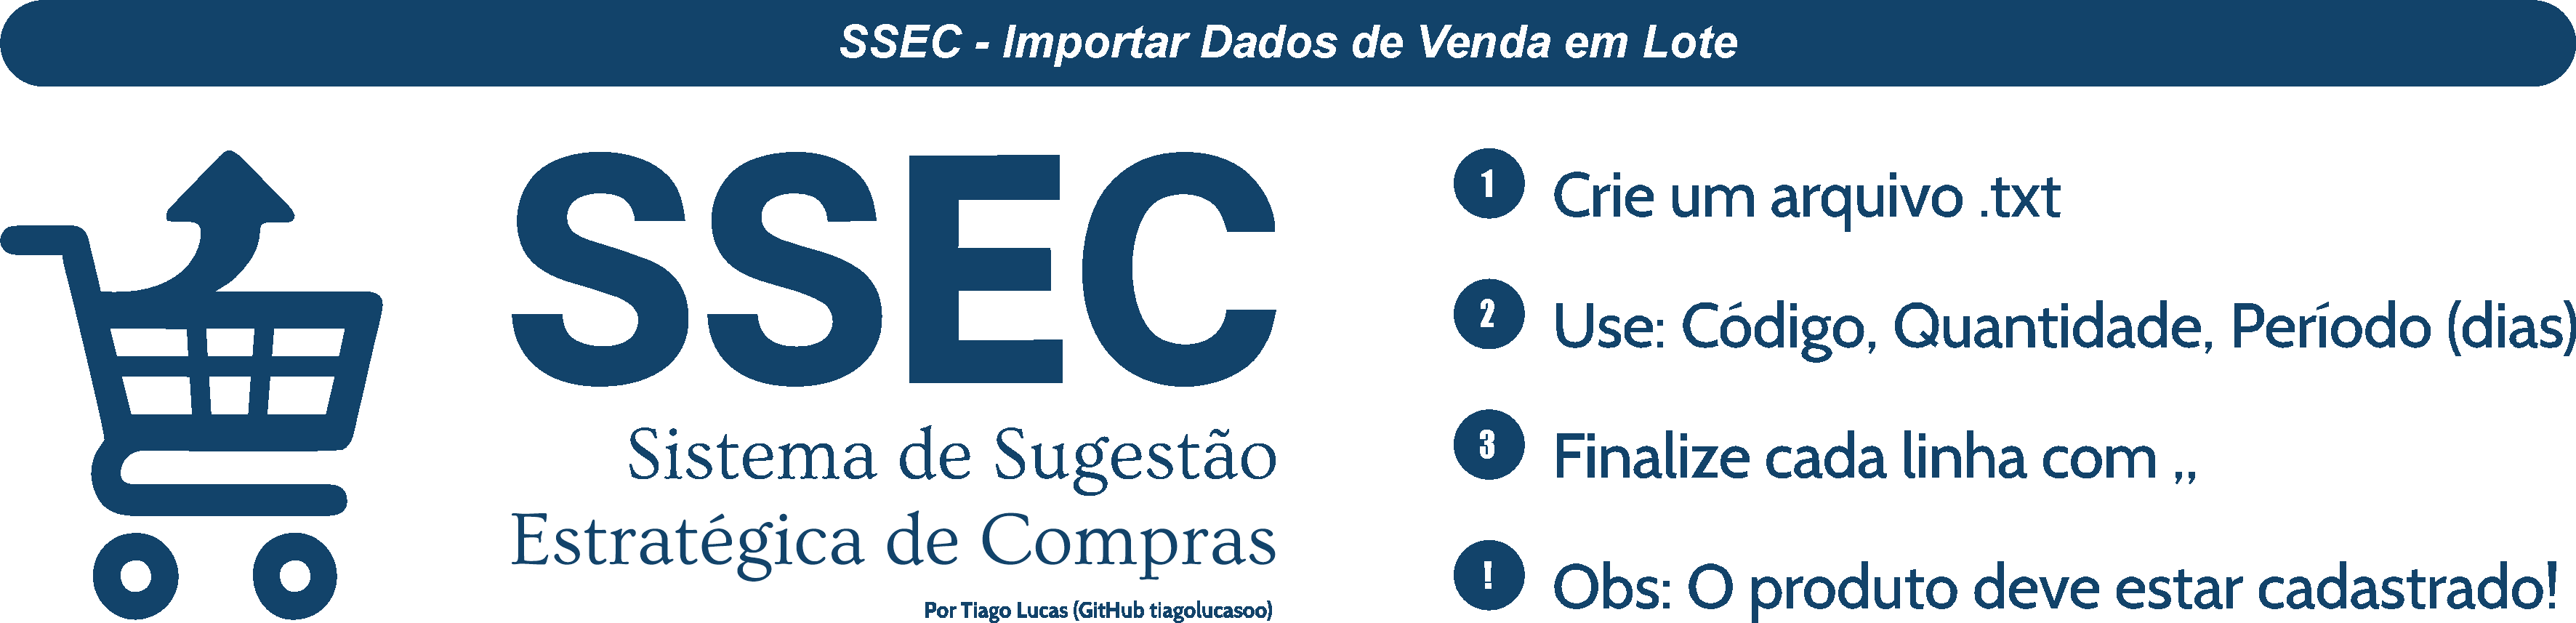 SSEC - Importar Dados de Venda em Lote
SSEC
Sistema de Sugestão
Estratégica de Compras
Por Tiago Lucas (GitHub tiagolucasoo)
1 Crie um arquivo .txt
2 Use: Código, Quantidade, Período (dias)
3 Finalize cada linha com ,,
! Obs: O produto deve estar cadastrado!